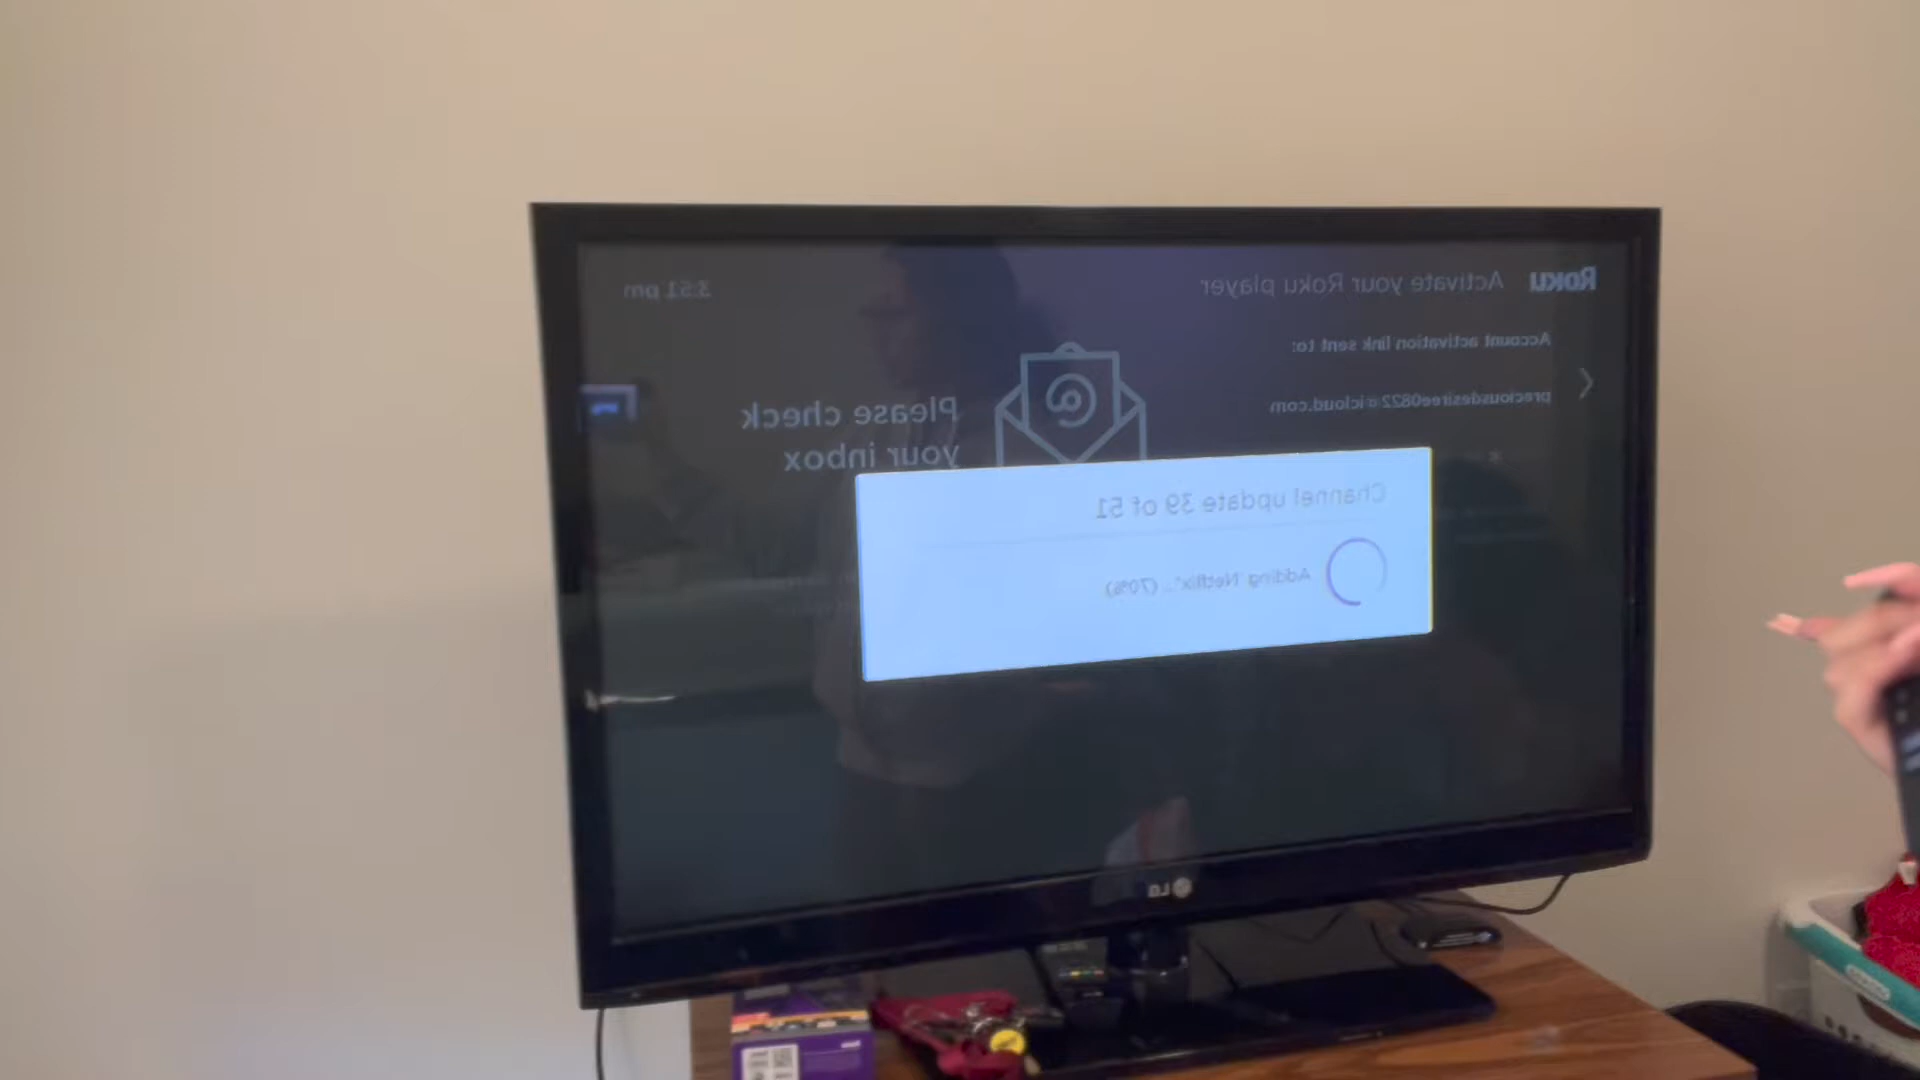 Roku Activate your Roku player 3:51 pm
Account activation link sent to:
preciousdesiree0822@icloud.com
Please check
your inbox
Channel update 39 of 51
Adding 'Netflix'... (70%)
LG